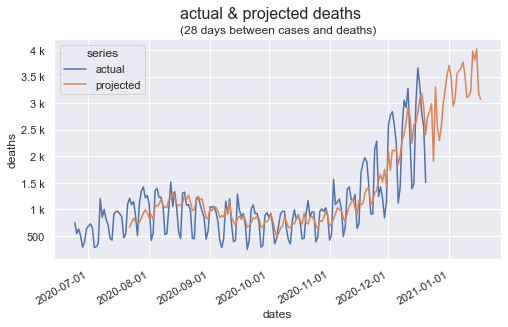 actual & projected deaths
(28 days between cases and deaths)
series
actual
projected
4 k
3.5 k
3 k
2.5 k
2 k
1.5 k
1 k
500
deaths
2020-07-01
2020-08-01
2020-09-01
2020-10-01
2020-11-01
2020-12-01
2021-01-01
dates